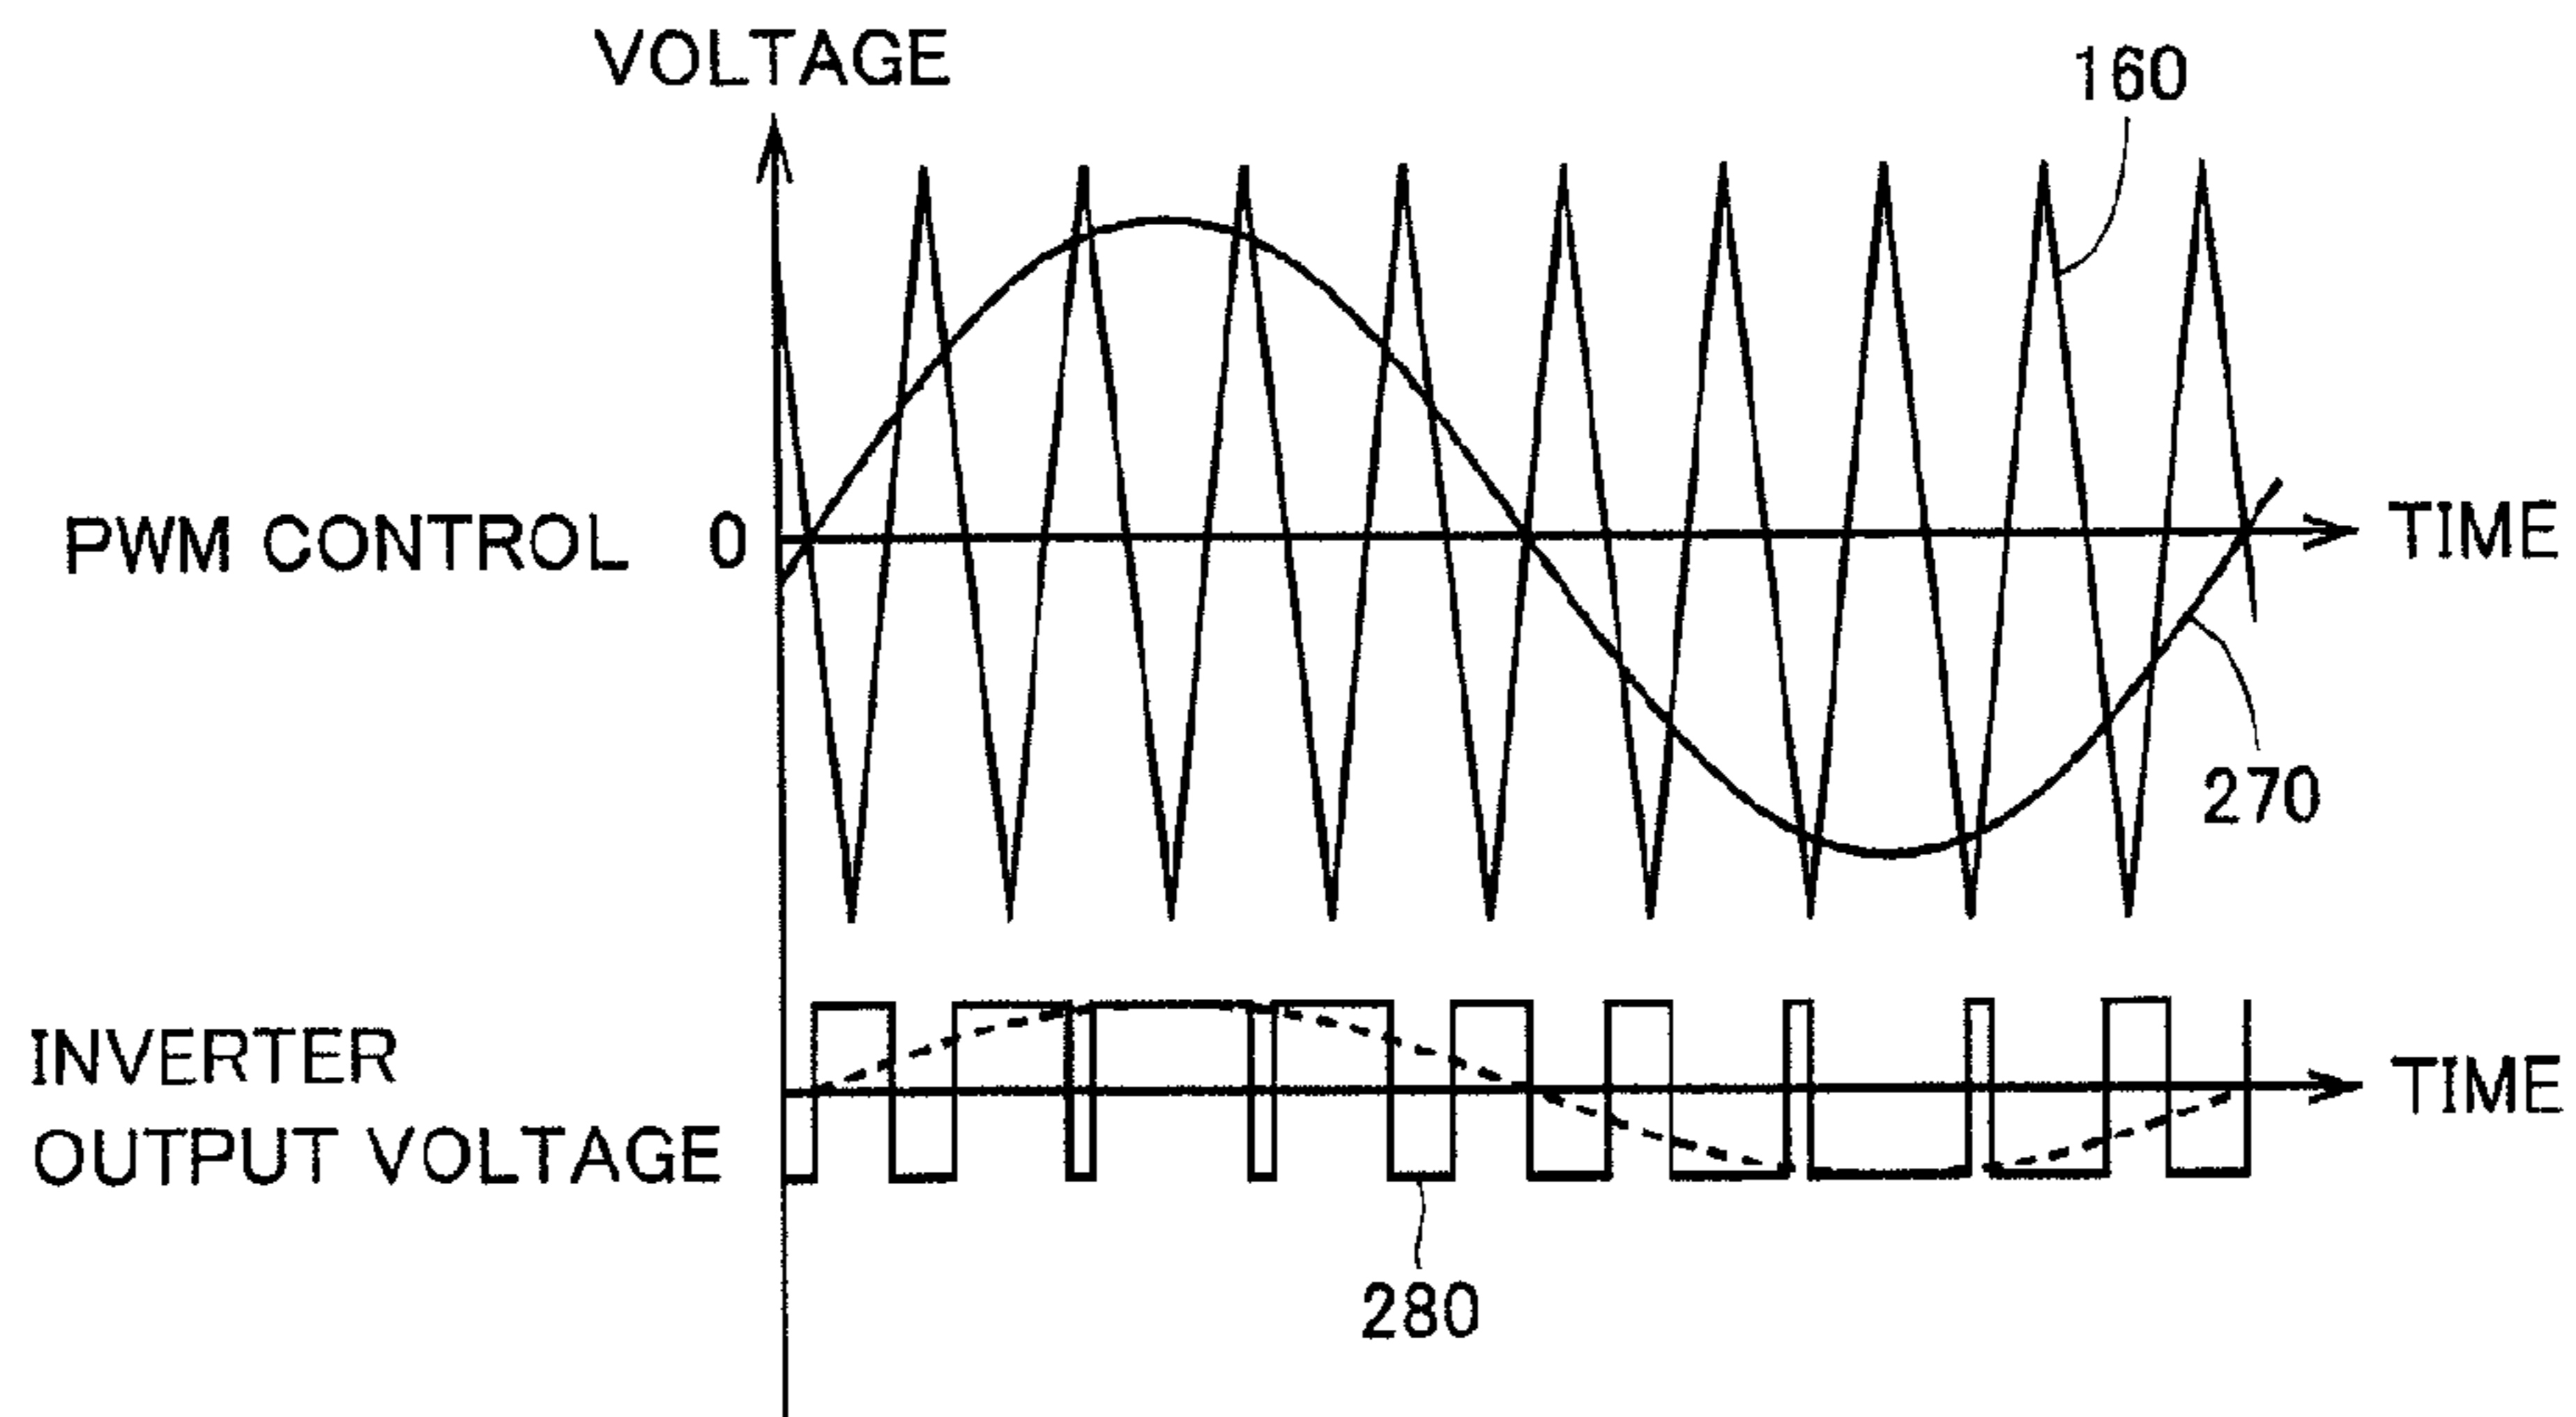 VOLTAGE
160
PWM CONTROL
0
TIME
270
INVERTER
OUTPUT VOLTAGE
TIME
280